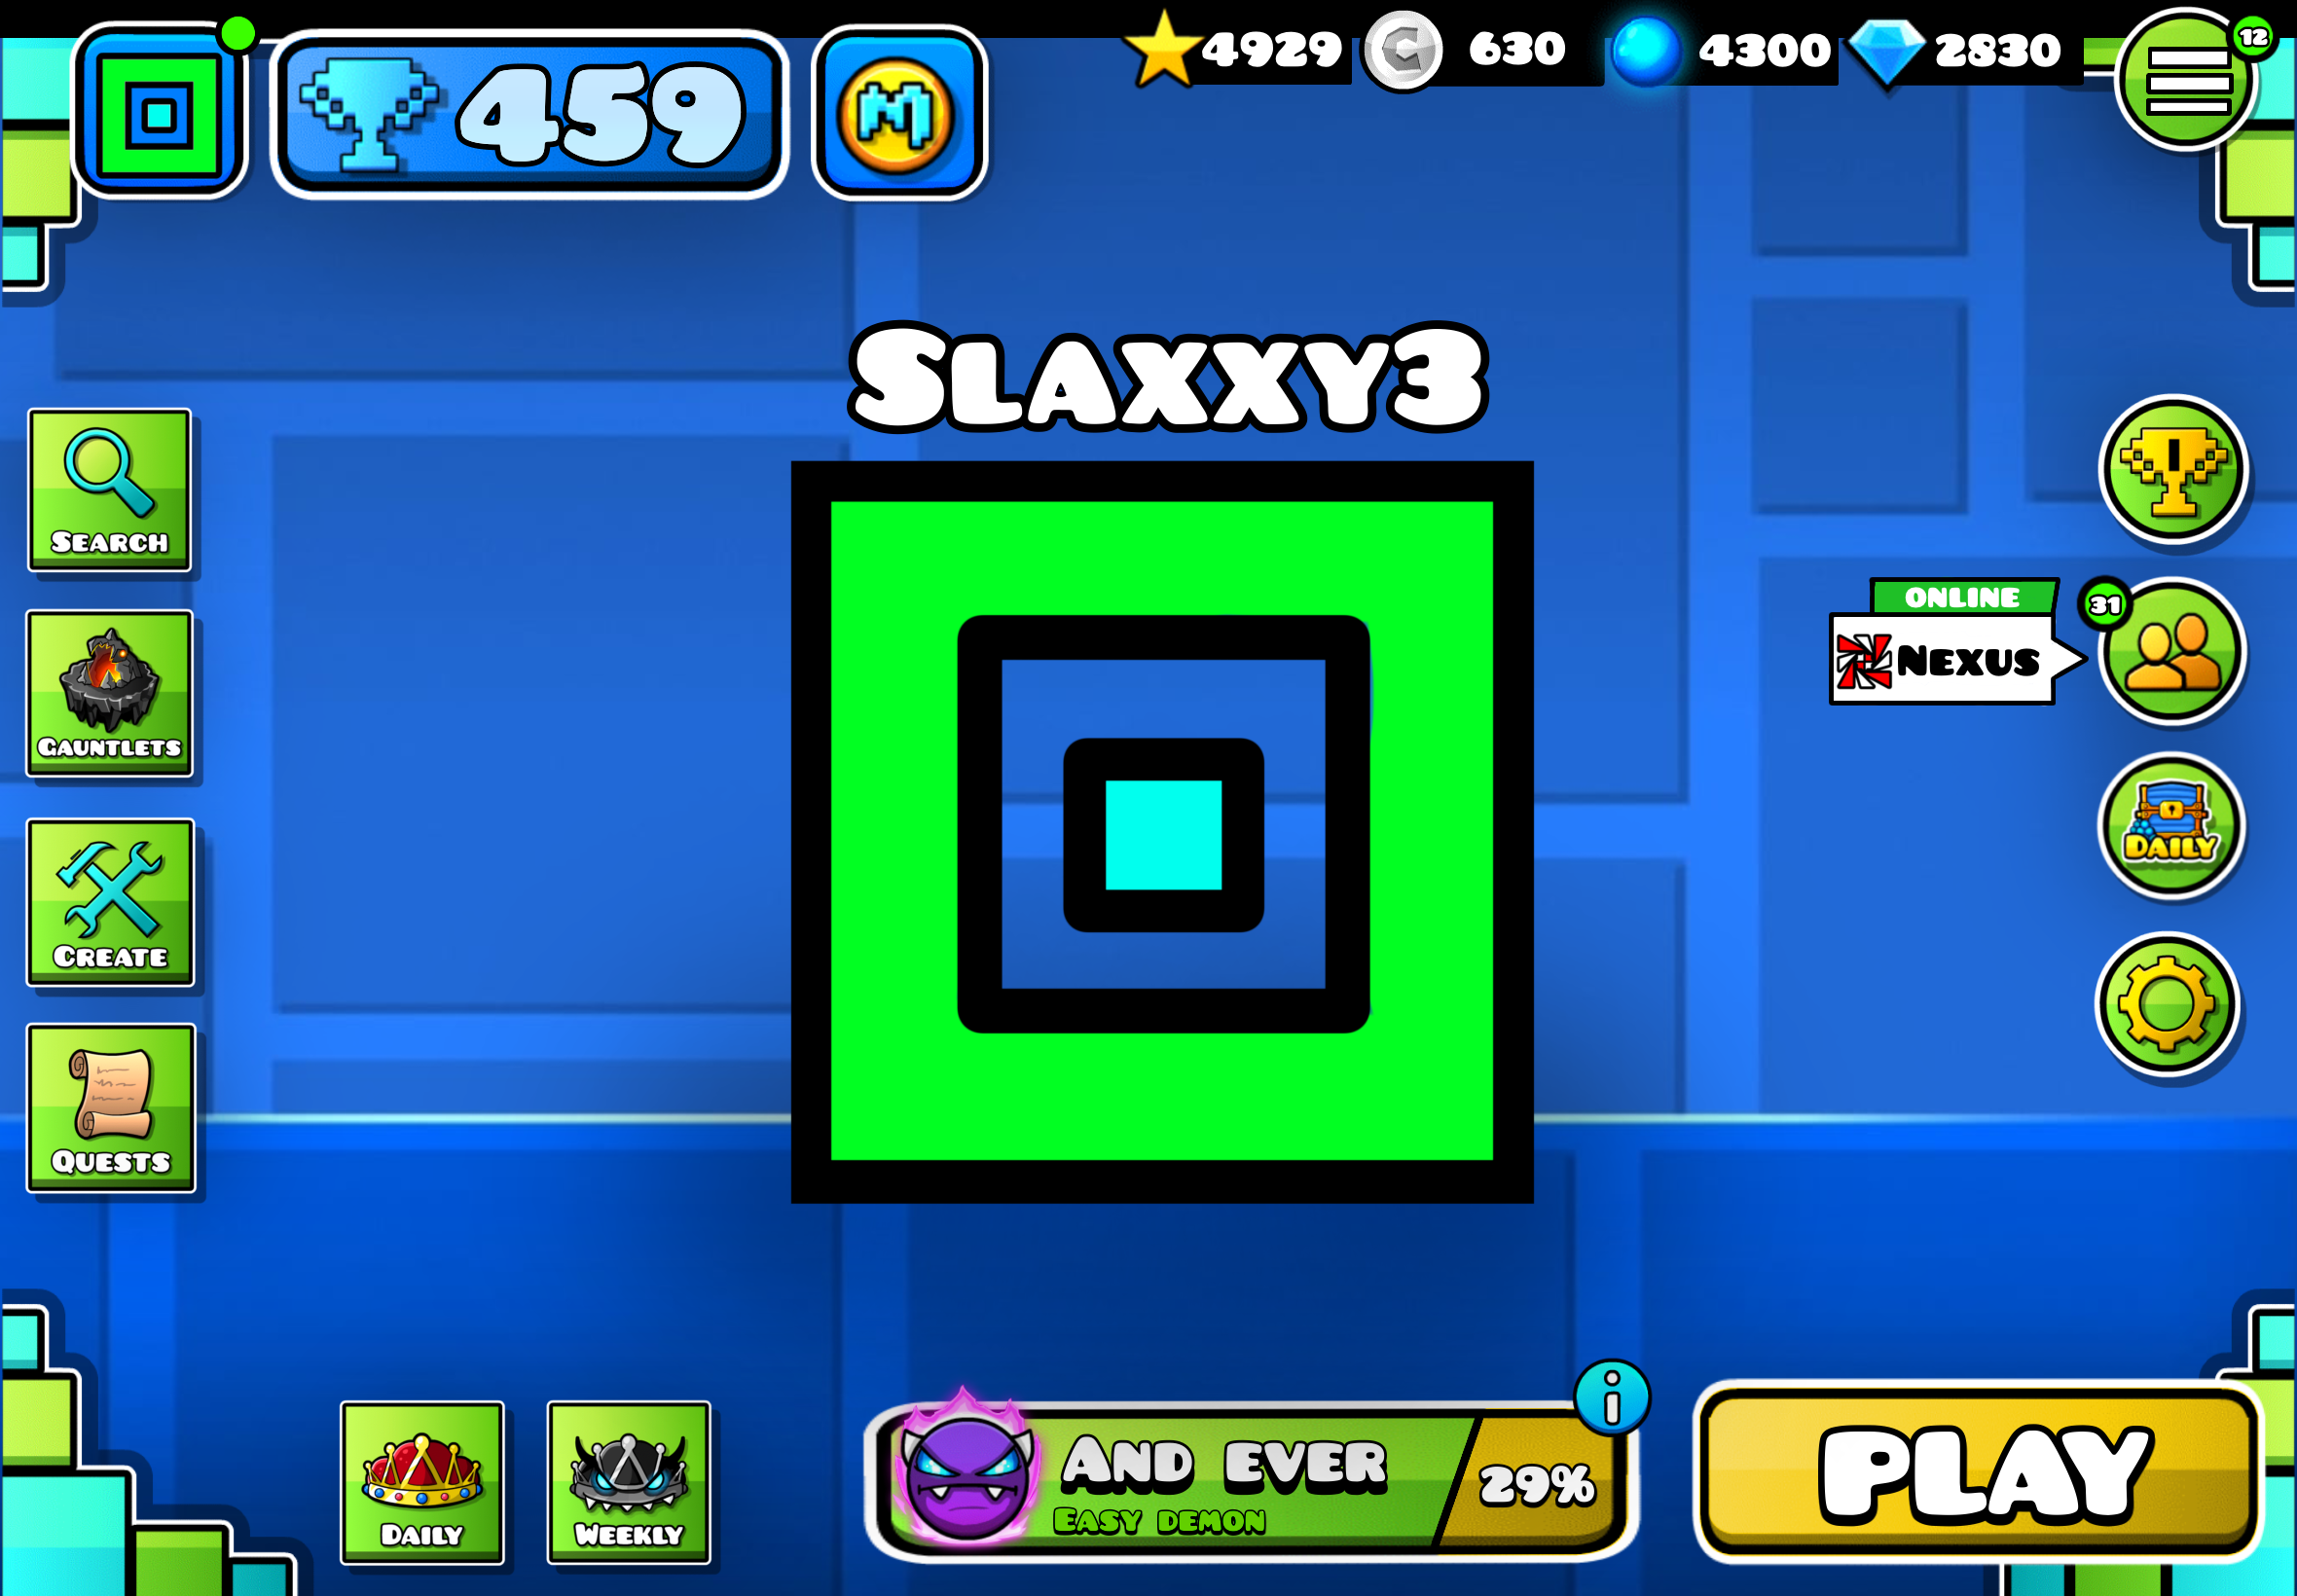 459
M
4929
630
4300
2830
12
Slaxxy3
Search
Gauntlets
Create
Quests
ONLINE
Nexus
31
DAILY
Daily
Weekly
And ever
Easy demon
29%
i
PLAY